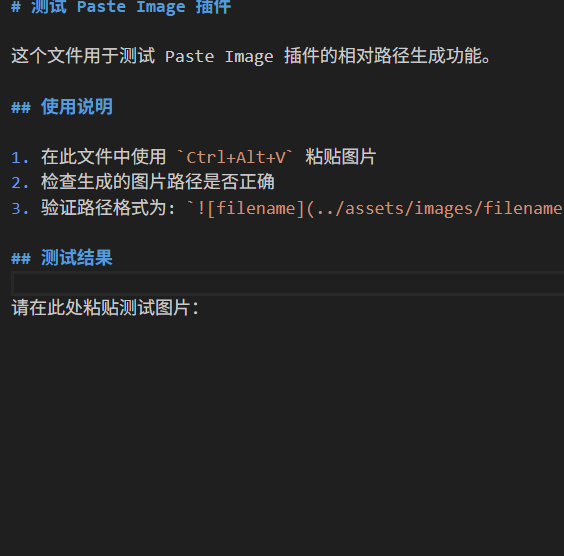 # 测试 Paste Image 插件
这个文件用于测试 Paste Image 插件的相对路径生成功能。
## 使用说明
1. 在此文件中使用 `Ctrl+Alt+V` 粘贴图片
2. 检查生成的图片路径是否正确
3. 验证路径格式为: `![filename](../assets/images/filename
## 测试结果
请在此处粘贴测试图片: